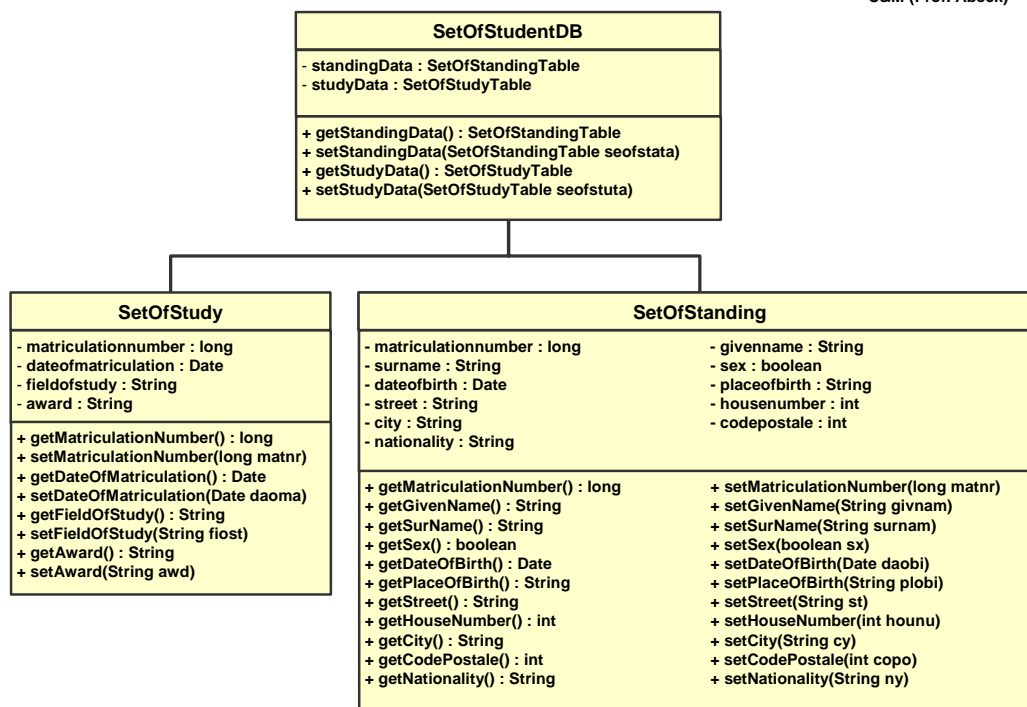 SetOfStudentDB
- standingData : SetOfStandingTable
- studyData : SetOfStudyTable
+ getStandingData() : SetOfStandingTable
+ setStandingData(SetOfStandingTable seofstata)
+ getStudyData() : SetOfStudyTable
+ setStudyData(SetOfStudyTable seofstuta)
SetOfStudy
- matriculationnumber : long
- dateofmatriculation : Date
- fieldofstudy : String
- award : String
+ getMatriculationNumber() : long
+ setMatriculationNumber(long matnr)
+ getDateOfMatriculation() : Date
+ setDateOfMatriculation(Date daoma)
+ getFieldOfStudy() : String
+ setFieldOfStudy(String fiost)
+ getAward() : String
+ setAward(String awd)
SetOfStanding
- matriculationnumber : long
- surname : String
- dateofbirth : Date
- street : String
- city : String
- nationality : String
- givenname : String
- sex : boolean
- placeofbirth : String
- housenumber : int
- codepostale : int
+ getMatriculationNumber() : long
+ getGivenName() : String
+ getSurName() : String
+ getSex() : boolean
+ getDateOfBirth() : Date
+ getPlaceOfBirth() : String
+ getStreet() : String
+ getHouseNumber() : int
+ getCity() : String
+ getCodePostale() : int
+ getNationality() : String
+ setMatriculationNumber(long matnr)
+ setGivenName(String givnam)
+ setSurName(String surnam)
+ setSex(boolean sx)
+ setDateOfBirth(Date daobi)
+ setPlaceOfBirth(String plobi)
+ setStreet(String st)
+ setHouseNumber(int hounu)
+ setCity(String cy)
+ setCodePostale(int copo)
+ setNationality(String ny)